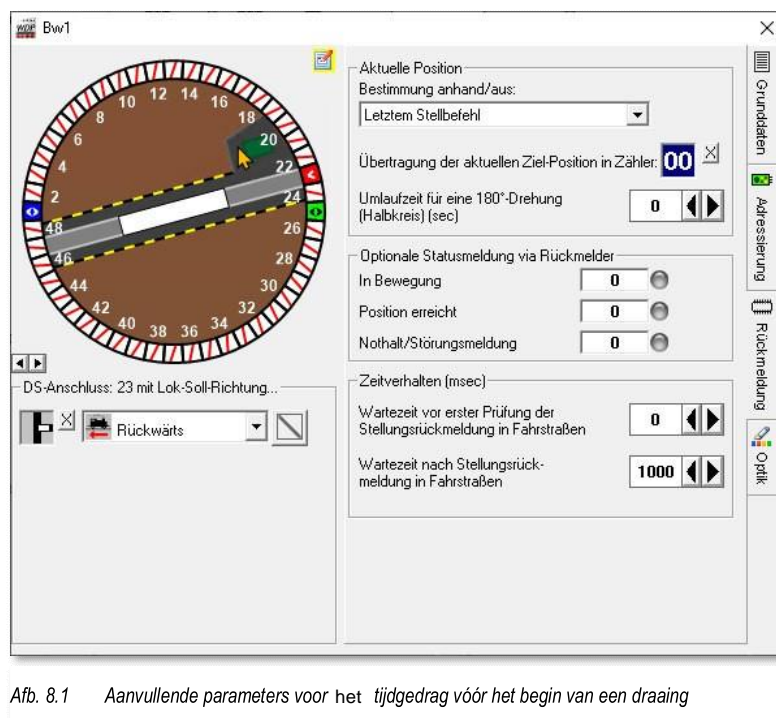 WDP Bw1
2
4
6
8
10
12
14
16
18
20
22
24
26
28
30
32
34
36
38
40
42
44
46
48
DS-Anschluss: 23 mit Lok-Soll-Richtung...
X
Rückwärts
Aktuelle Position
Bestimmung anhand/aus:
Letztem Stellbefehl
Übertragung der aktuellen Ziel-Position in Zähler: 00 X
Umlaufzeit für eine 180°-Drehung
(Halbkreis) (sec) 0
Optionale Statusmeldung via Rückmelder
In Bewegung 0
Position erreicht 0
Nothalt/Störungsmeldung 0
Zeitverhalten (msec)
Wartezeit vor erster Prüfung der
Stellungsrückmeldung in Fahrstraßen 0
Wartezeit nach Stellungsrück-
meldung in Fahrstraßen 1000
Grunddaten
Adressierung
Rückmeldung
Optik
Afb. 8.1 Aanvullende parameters voor het tijdgedrag vóór het begin van een draaing